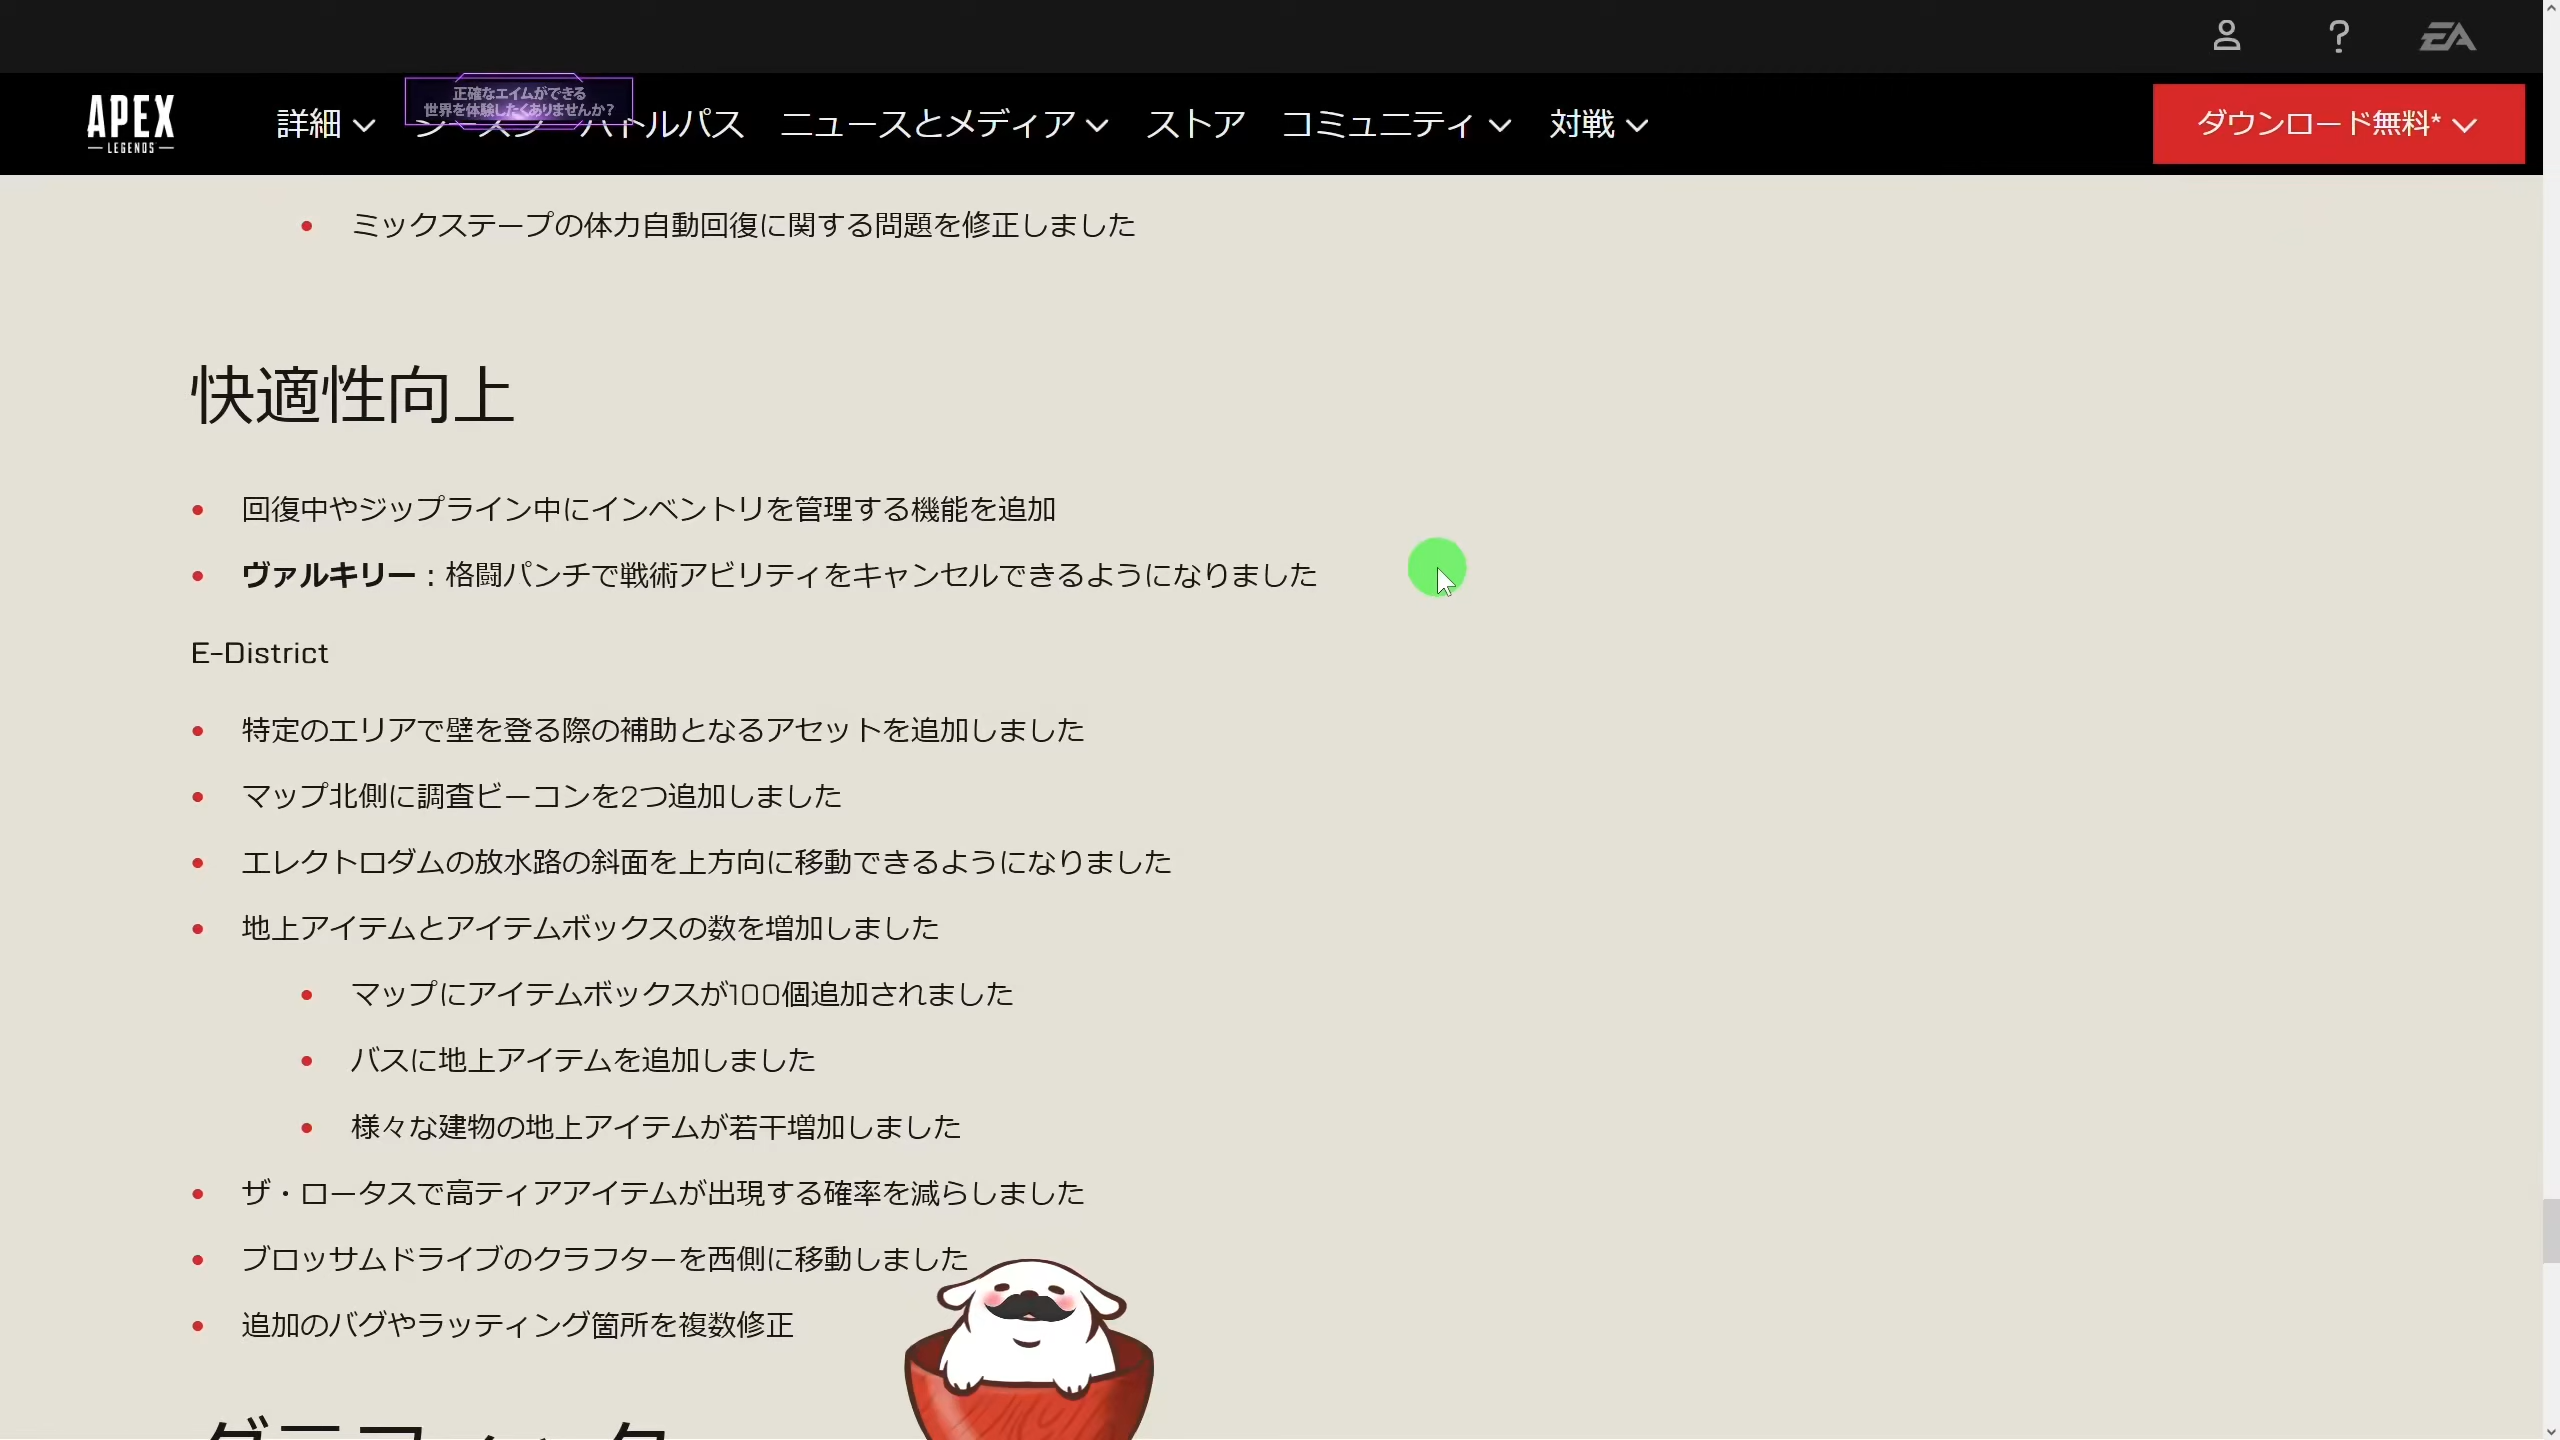 EA
APEX
LEGENDS
詳細
正確なエイムができる
世界を体験したくありませんか?
バトルパス
ニュースとメディア
ストア
コミュニティ
対戦
ダウンロード無料*
ミックステープの体力自動回復に関する問題を修正しました
快適性向上
回復中やジップライン中にインベントリを管理する機能を追加
ヴァルキリー：格闘パンチで戦術アビリティをキャンセルできるようになりました
E-District
特定のエリアで壁を登る際の補助となるアセットを追加しました
マップ北側に調査ビーコンを2つ追加しました
エレクトロダムの放水路の斜面を上方向に移動できるようになりました
地上アイテムとアイテムボックスの数を増加しました
マップにアイテムボックスが100個追加されました
バスに地上アイテムを追加しました
様々な建物の地上アイテムが若干増加しました
ザ・ロータスで高ティアアイテムが出現する確率を減らしました
ブロッサムドライブのクラフターを西側に移動しました
追加のバグやラッティング箇所を複数修正